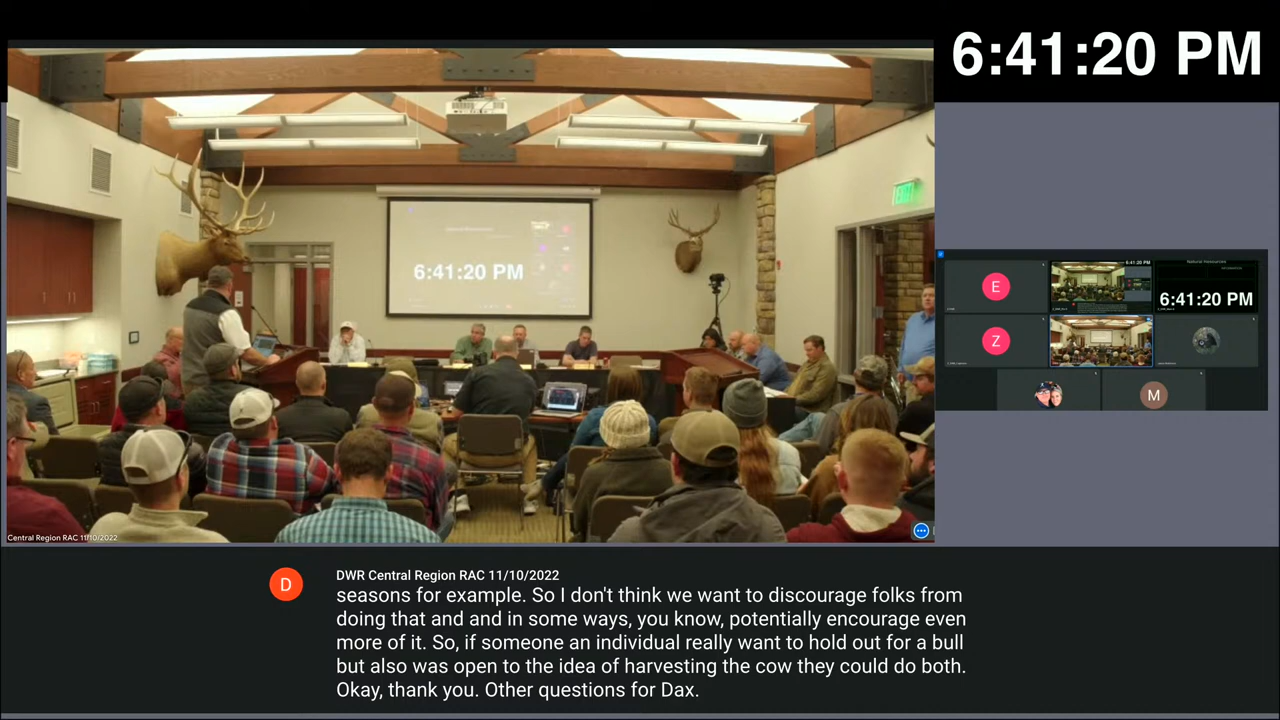 6:41:20 PM
EXIT
6:41:20 PM
E
6:41:20 PM
6:41:20 PM
Z
M
Central Region RAC 11/10/2022
D
DWR Central Region RAC 11/10/2022
seasons for example. So I don't think we want to discourage folks from
doing that and and in some ways, you know, potentially encourage even
more of it. So, if someone an individual really want to hold out for a bull
but also was open to the idea of harvesting the cow they could do both.
Okay, thank you. Other questions for Dax.